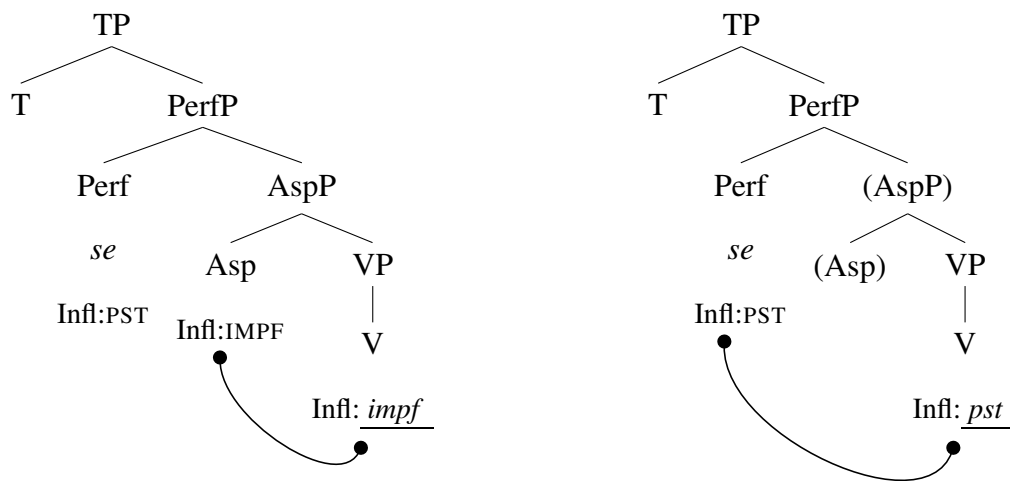 TP
T PerfP
Perf AspP
se Asp VP
Infl:PST Infl:IMPF V
Infl: impf
TP
T PerfP
Perf (AspP)
se (Asp) VP
Infl:PST V
Infl: pst